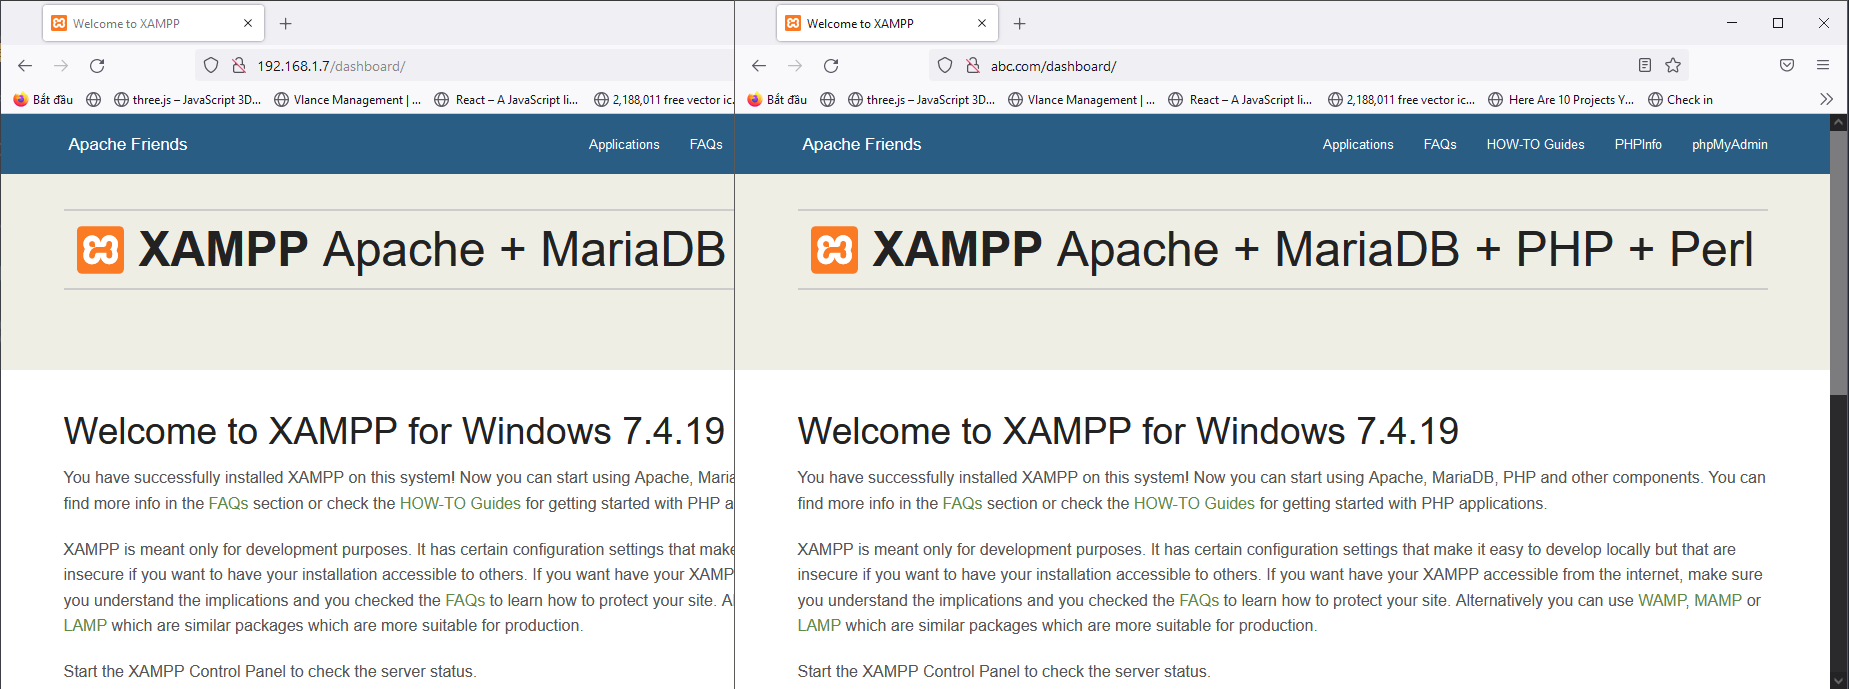 Welcome to XAMPP
192.168.1.7/dashboard/
Bắt đầu three.js – JavaScript 3D... Vlance Management | ... React – A JavaScript li... 2,188,011 free vector ic...
Apache Friends Applications FAQs
XAMPP Apache + MariaDB
Welcome to XAMPP for Windows 7.4.19
You have successfully installed XAMPP on this system! Now you can start using Apache, Maria
find more info in the FAQs section or check the HOW-TO Guides for getting started with PHP a
XAMPP is meant only for development purposes. It has certain configuration settings that make
insecure if you want to have your installation accessible to others. If you want have your XAMP
you understand the implications and you checked the FAQs to learn how to protect your site. Al
LAMP which are similar packages which are more suitable for production.
Start the XAMPP Control Panel to check the server status.
Welcome to XAMPP
abc.com/dashboard/
Bắt đầu three.js – JavaScript 3D... Vlance Management | ... React – A JavaScript li... 2,188,011 free vector ic... Here Are 10 Projects Y... Check in
Apache Friends Applications FAQs HOW-TO Guides PHPInfo phpMyAdmin
XAMPP Apache + MariaDB + PHP + Perl
Welcome to XAMPP for Windows 7.4.19
You have successfully installed XAMPP on this system! Now you can start using Apache, MariaDB, PHP and other components. You can
find more info in the FAQs section or check the HOW-TO Guides for getting started with PHP applications.
XAMPP is meant only for development purposes. It has certain configuration settings that make it easy to develop locally but that are
insecure if you want to have your installation accessible to others. If you want have your XAMPP accessible from the internet, make sure
you understand the implications and you checked the FAQs to learn how to protect your site. Alternatively you can use WAMP, MAMP or
LAMP which are similar packages which are more suitable for production.
Start the XAMPP Control Panel to check the server status.